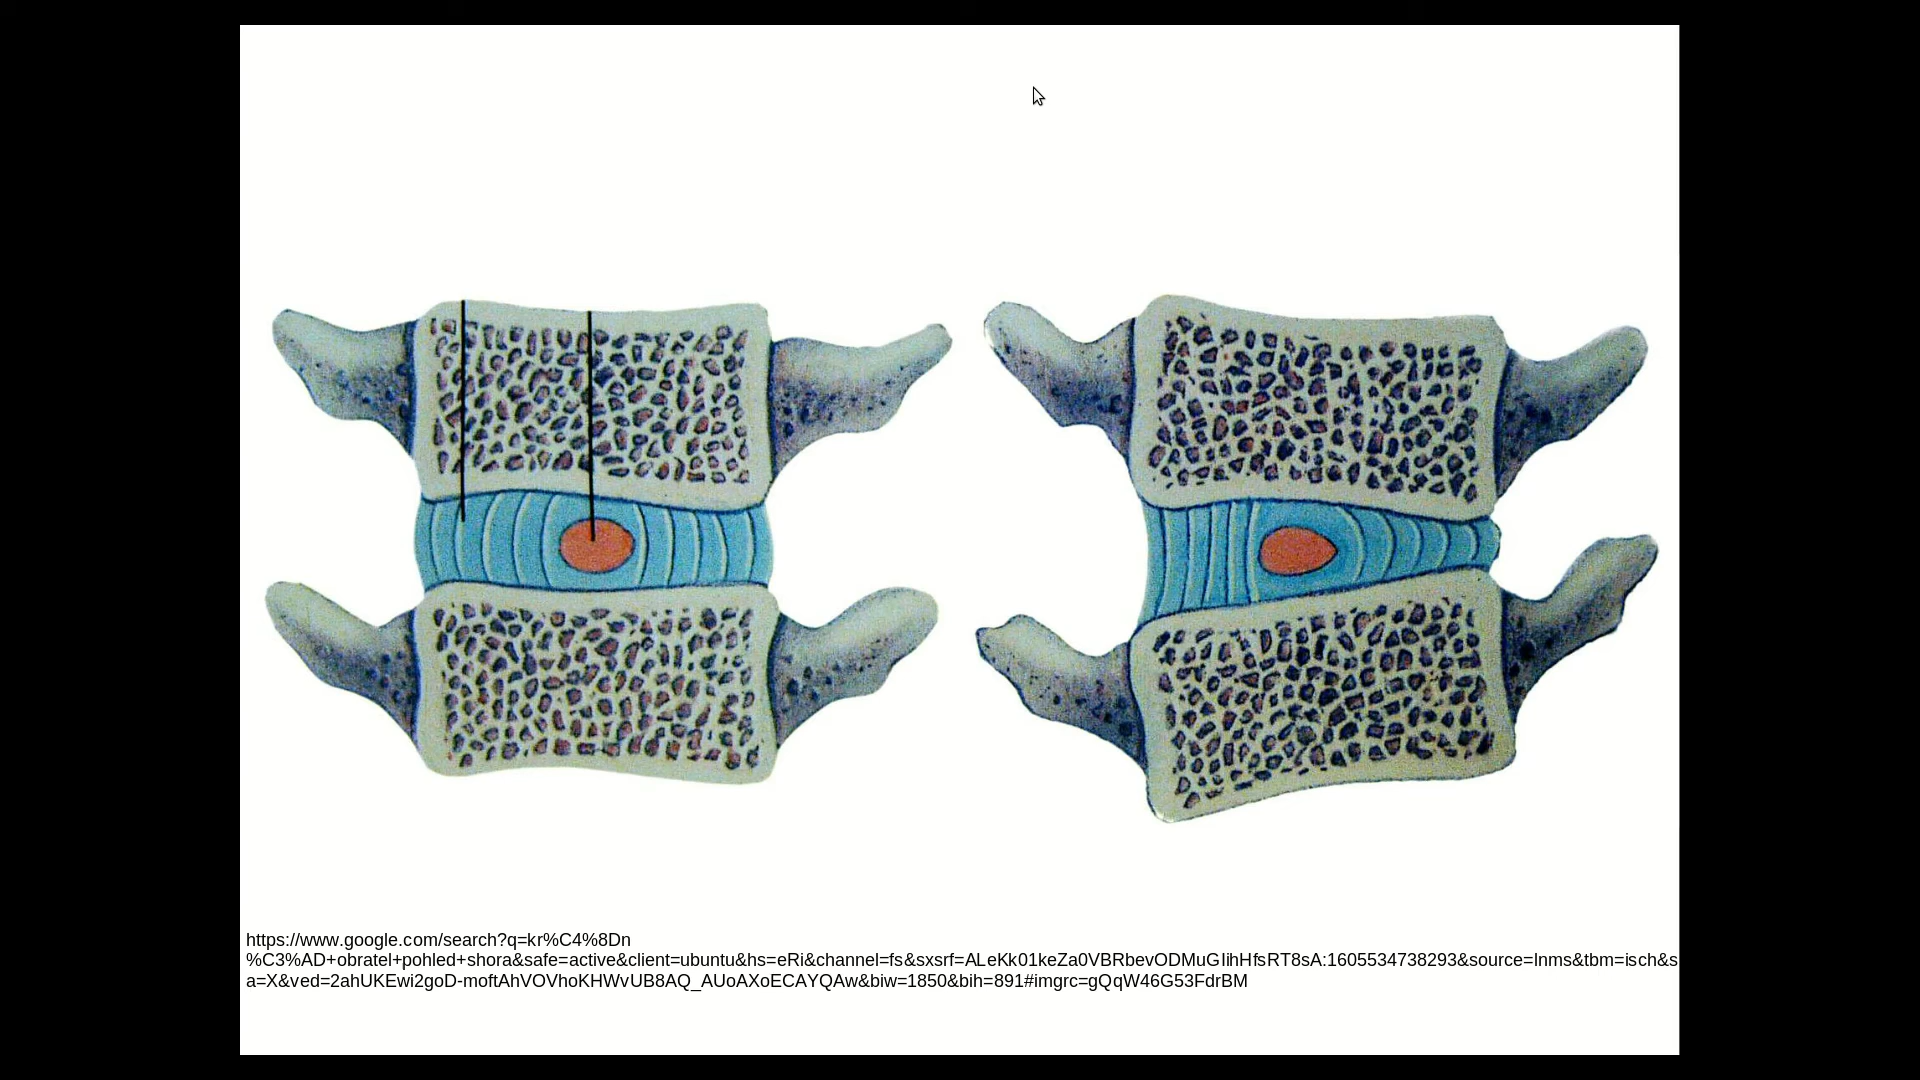 https://www.google.com/search?q=kr%C4%8Dn
%C3%AD+obratel+pohled+shora&safe=active&client=ubuntu&hs=eRi&channel=fs&sxsrf=ALeKk01keZa0VBRbevODMuGlihHfsRT8sA:1605534738293&source=lnms&tbm=isch&s
a=X&ved=2ahUKEwi2goD-moftAhVOVhoKHWvUB8AQ_AUoAXoECAYQAw&biw=1850&bih=891#imgrc=gQqW46G53FdrBM